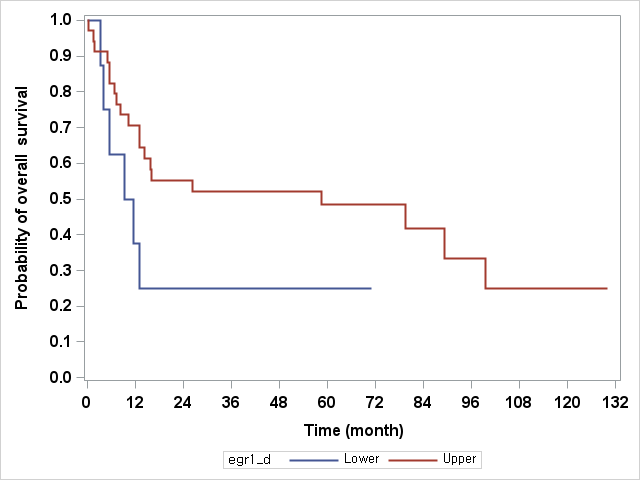 Probability of overall survival
1.0
0.9
0.8
0.7
0.6
0.5
0.4
0.3
0.2
0.1
0.0
0 12 24 36 48 60 72 84 96 108 120 132
Time (month)
egr1_d Lower Upper